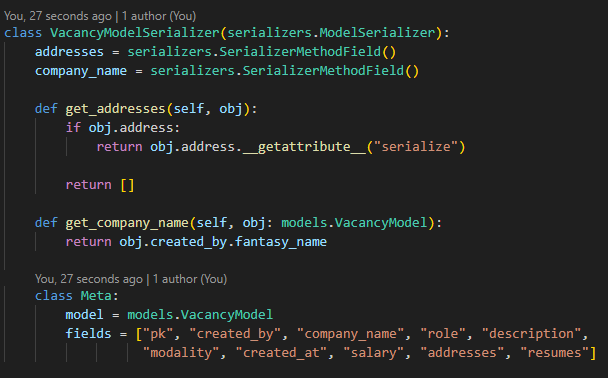 You, 27 seconds ago | 1 author (You)
class VacancyModelSerializer(serializers.ModelSerializer):
    addresses = serializers.SerializerMethodField()
    company_name = serializers.SerializerMethodField()
    def get_addresses(self, obj):
        if obj.address:
            return obj.address.__getattribute__("serialize")
        return []
    def get_company_name(self, obj: models.VacancyModel):
        return obj.created_by.fantasy_name
    You, 27 seconds ago | 1 author (You)
    class Meta:
        model = models.VacancyModel
        fields = ["pk", "created_by", "company_name", "role", "description",
                  "modality", "created_at", "salary", "addresses", "resumes"]